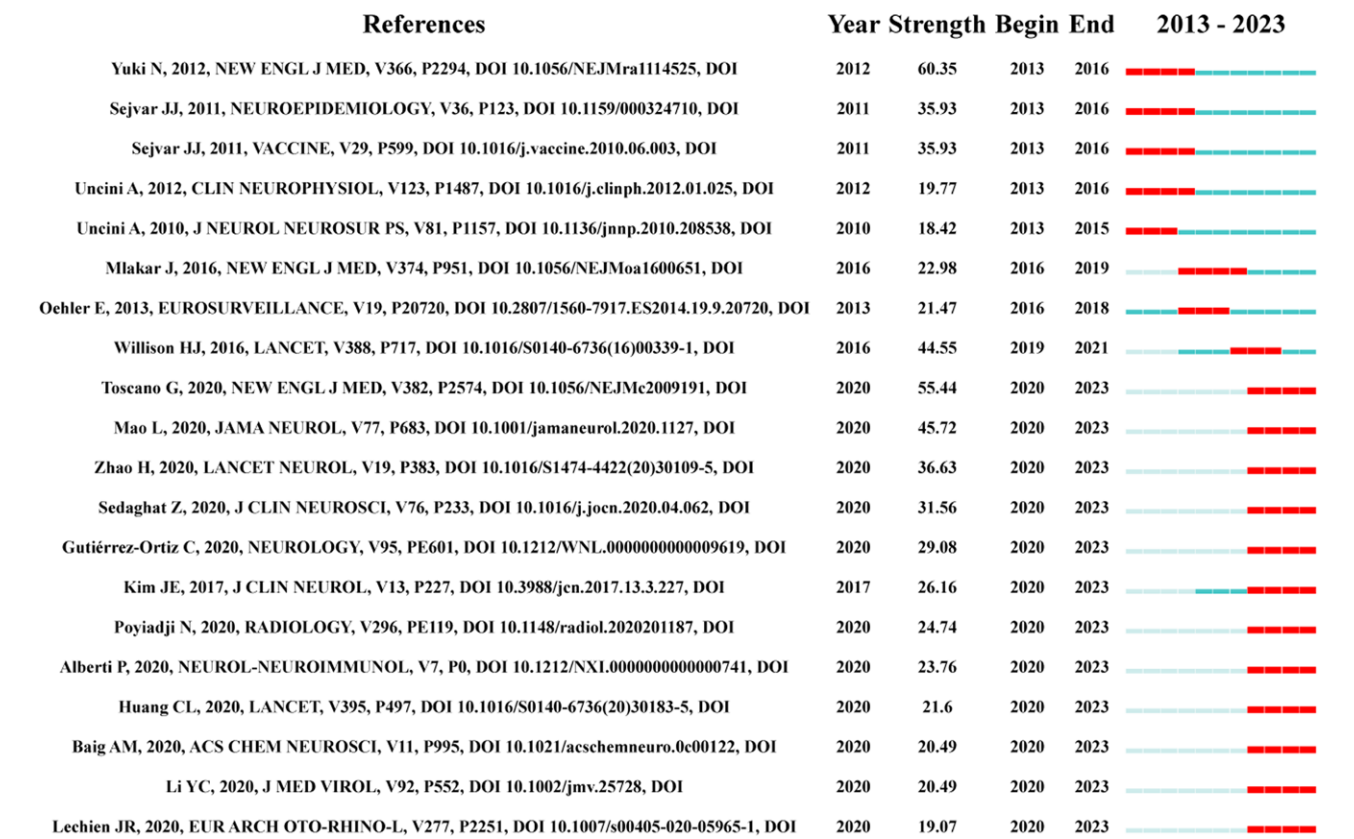 References Year Strength Begin End 2013 - 2023
Yuki N, 2012, NEW ENGL J MED, V366, P2294, DOI 10.1056/NEJMra1114525, DOI 2012 60.35 2013 2016
Sejvar JJ, 2011, NEUROEPIDEMIOLOGY, V36, P123, DOI 10.1159/000324710, DOI 2011 35.93 2013 2016
Sejvar JJ, 2011, VACCINE, V29, P599, DOI 10.1016/j.vaccine.2010.06.003, DOI 2011 35.93 2013 2016
Uncini A, 2012, CLIN NEUROPHYSIOL, V123, P1487, DOI 10.1016/j.clinph.2012.01.025, DOI 2012 19.77 2013 2016
Uncini A, 2010, J NEUROL NEUROSUR PS, V81, P1157, DOI 10.1136/jnnp.2010.208538, DOI 2010 18.42 2013 2015
Mlakar J, 2016, NEW ENGL J MED, V374, P951, DOI 10.1056/NEJMoa1600651, DOI 2016 22.98 2016 2019
Oehler E, 2013, EUROSURVEILLANCE, V19, P20720, DOI 10.2807/1560-7917.ES2014.19.9.20720, DOI 2013 21.47 2016 2018
Willison HJ, 2016, LANCET, V388, P717, DOI 10.1016/S0140-6736(16)00339-1, DOI 2016 44.55 2019 2021
Toscano G, 2020, NEW ENGL J MED, V382, P2574, DOI 10.1056/NEJMc2009191, DOI 2020 55.44 2020 2023
Mao L, 2020, JAMA NEUROL, V77, P683, DOI 10.1001/jamaneurol.2020.1127, DOI 2020 45.72 2020 2023
Zhao H, 2020, LANCET NEUROL, V19, P383, DOI 10.1016/S1474-4422(20)30109-5, DOI 2020 36.63 2020 2023
Sedaghat Z, 2020, J CLIN NEUROSCI, V76, P233, DOI 10.1016/j.jocn.2020.04.062, DOI 2020 31.56 2020 2023
Gutiérrez-Ortiz C, 2020, NEUROLOGY, V95, PE601, DOI 10.1212/WNL.0000000000009619, DOI 2020 29.08 2020 2023
Kim JE, 2017, J CLIN NEUROL, V13, P227, DOI 10.3988/jcn.2017.13.3.227, DOI 2017 26.16 2020 2023
Poyiadji N, 2020, RADIOLOGY, V296, PE119, DOI 10.1148/radiol.2020201187, DOI 2020 24.74 2020 2023
Alberti P, 2020, NEUROL-NEUROIMMUNOL, V7, P0, DOI 10.1212/NXI.0000000000000741, DOI 2020 23.76 2020 2023
Huang CL, 2020, LANCET, V395, P497, DOI 10.1016/S0140-6736(20)30183-5, DOI 2020 21.6 2020 2023
Baig AM, 2020, ACS CHEM NEUROSCI, V11, P995, DOI 10.1021/acschemneuro.0c00122, DOI 2020 20.49 2020 2023
Li YC, 2020, J MED VIROL, V92, P552, DOI 10.1002/jmv.25728, DOI 2020 20.49 2020 2023
Lechien JR, 2020, EUR ARCH OTO-RHINO-L, V277, P2251, DOI 10.1007/s00405-020-05965-1, DOI 2020 19.07 2020 2023